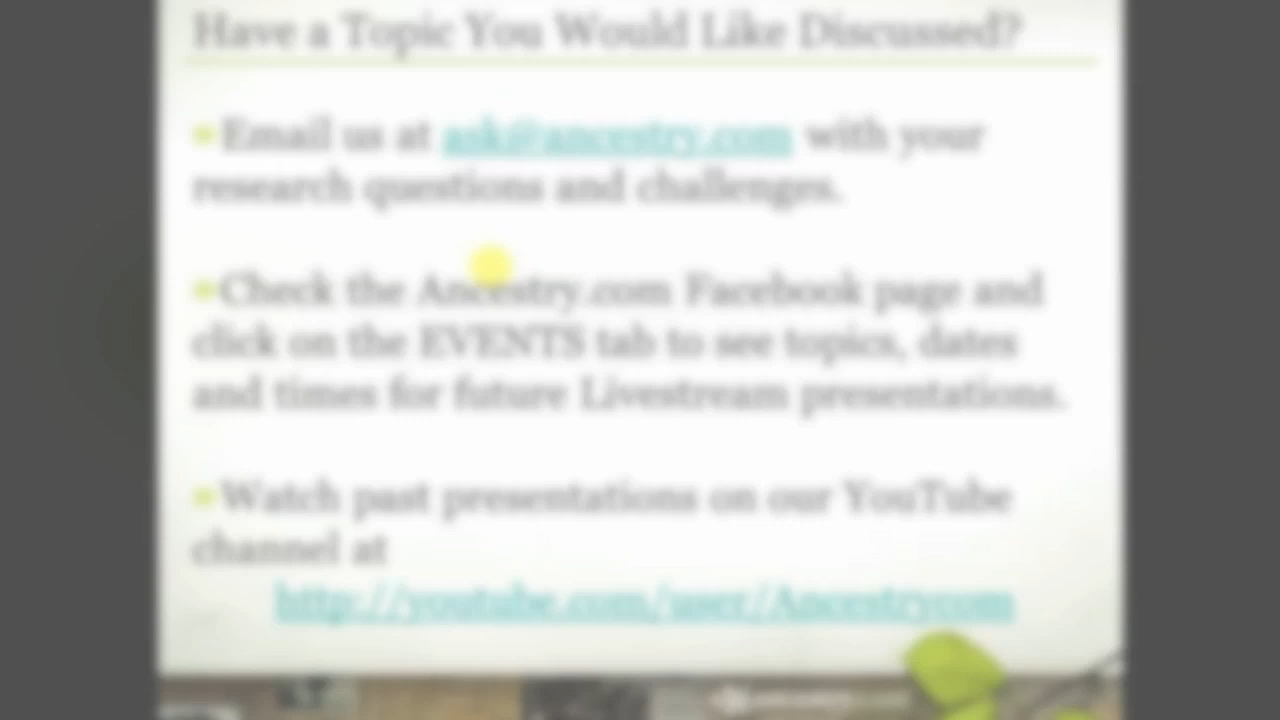 Have a Topic You Would Like Discussed?
Email us at ask@ancestry.com with your
research questions and challenges.
Check the Ancestry.com Facebook page and
click on the EVENTS tab to see topics, dates
and times for future Livestream presentations.
Watch past presentations on our YouTube
channel at
http://youtube.com/user/Ancestrycom